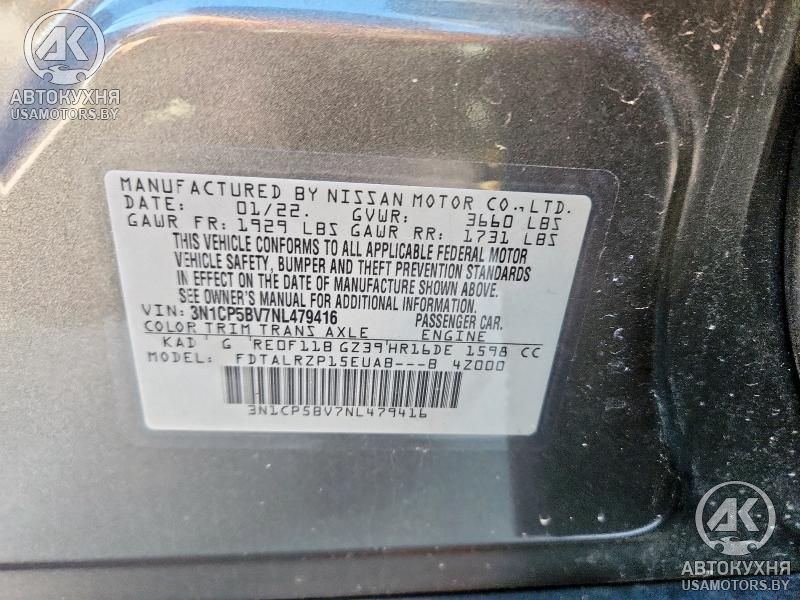 АК
АВТОКУХНЯ
USAMOTORS.BY
MANUFACTURED BY NISSAN MOTOR CO.,LTD.
DATE: 01/22. GVWR: 3660 LBS
GAWR FR: 1929 LBS GAWR RR: 1731 LBS
THIS VEHICLE CONFORMS TO ALL APPLICABLE FEDERAL MOTOR
VEHICLE SAFETY, BUMPER AND THEFT PREVENTION STANDARDS
IN EFFECT ON THE DATE OF MANUFACTURE SHOWN ABOVE.
SEE OWNER'S MANUAL FOR ADDITIONAL INFORMATION.
VIN: 3N1CP5BV7NL479416 PASSENGER CAR.
COLOR TRIM TRANS AXLE ENGINE
KAD G RE0F11B GZ39 HR16DE 1598 CC
MODEL: FDTALRZP15EUAB---B 4Z000
3N1CP5BV7NL479416
АК
АВТОКУХНЯ
USAMOTORS.BY